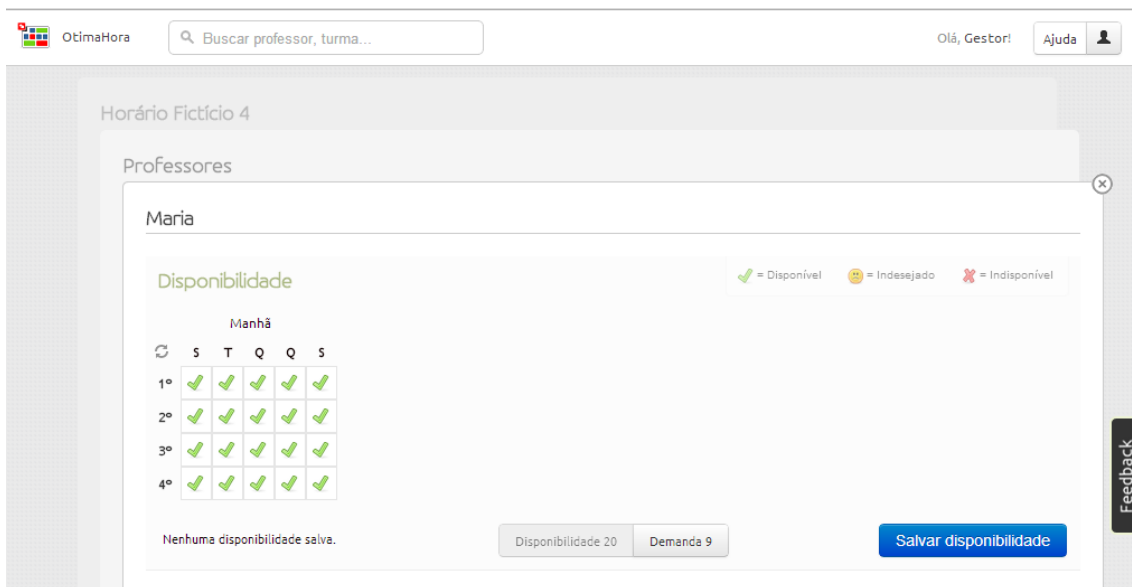 OtimaHora
Buscar professor, turma...
Olá, Gestor!
Ajuda
Horário Fictício 4
Professores
Maria
Disponibilidade
= Disponível
= Indesejado
= Indisponível
Manhã
S T Q Q S
1º
2º
3º
4º
Nenhuma disponibilidade salva.
Disponibilidade 20
Demanda 9
Salvar disponibilidade
Feedback